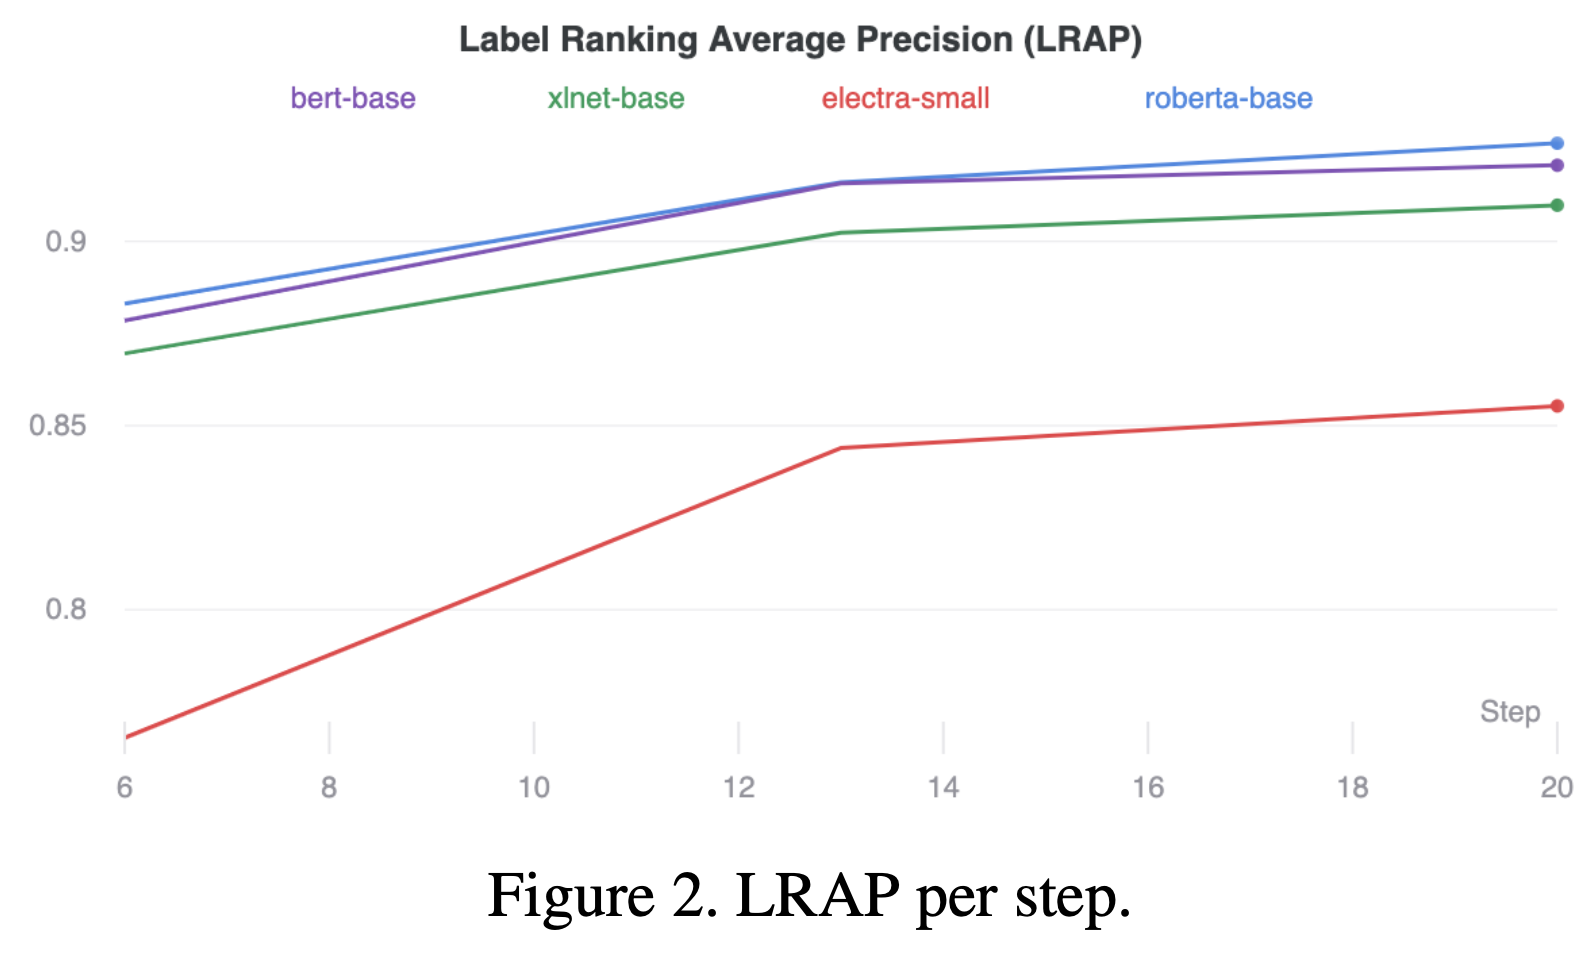 Label Ranking Average Precision (LRAP)
bert-base xlnet-base electra-small roberta-base
0.9
0.85
0.8
Step
6 8 10 12 14 16 18 20
Figure 2. LRAP per step.